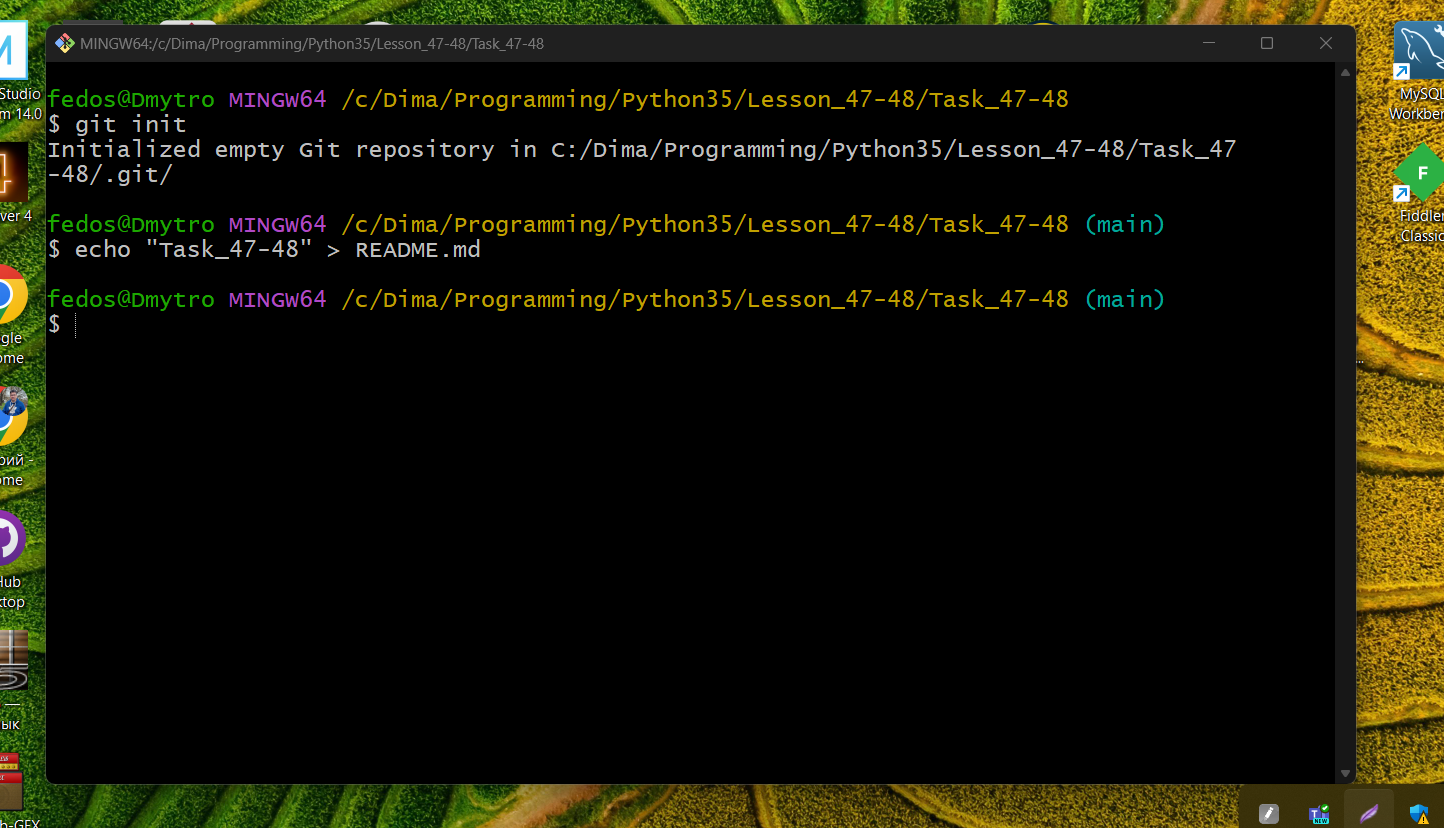 MINGW64:/c/Dima/Programming/Python35/Lesson_47-48/Task_47-48
fedos@Dmytro MINGW64 /c/Dima/Programming/Python35/Lesson_47-48/Task_47-48
$ git init
Initialized empty Git repository in C:/Dima/Programming/Python35/Lesson_47-48/Task_47
-48/.git/
fedos@Dmytro MINGW64 /c/Dima/Programming/Python35/Lesson_47-48/Task_47-48 (main)
$ echo "Task_47-48" > README.md
fedos@Dmytro MINGW64 /c/Dima/Programming/Python35/Lesson_47-48/Task_47-48 (main)
$
Studio
m 14.0
ver 4
gle
ome
рий -
ome
Hub
ktop
ык
b-GFX
MySQL
Workben
F
Fiddler
Classic
NEW